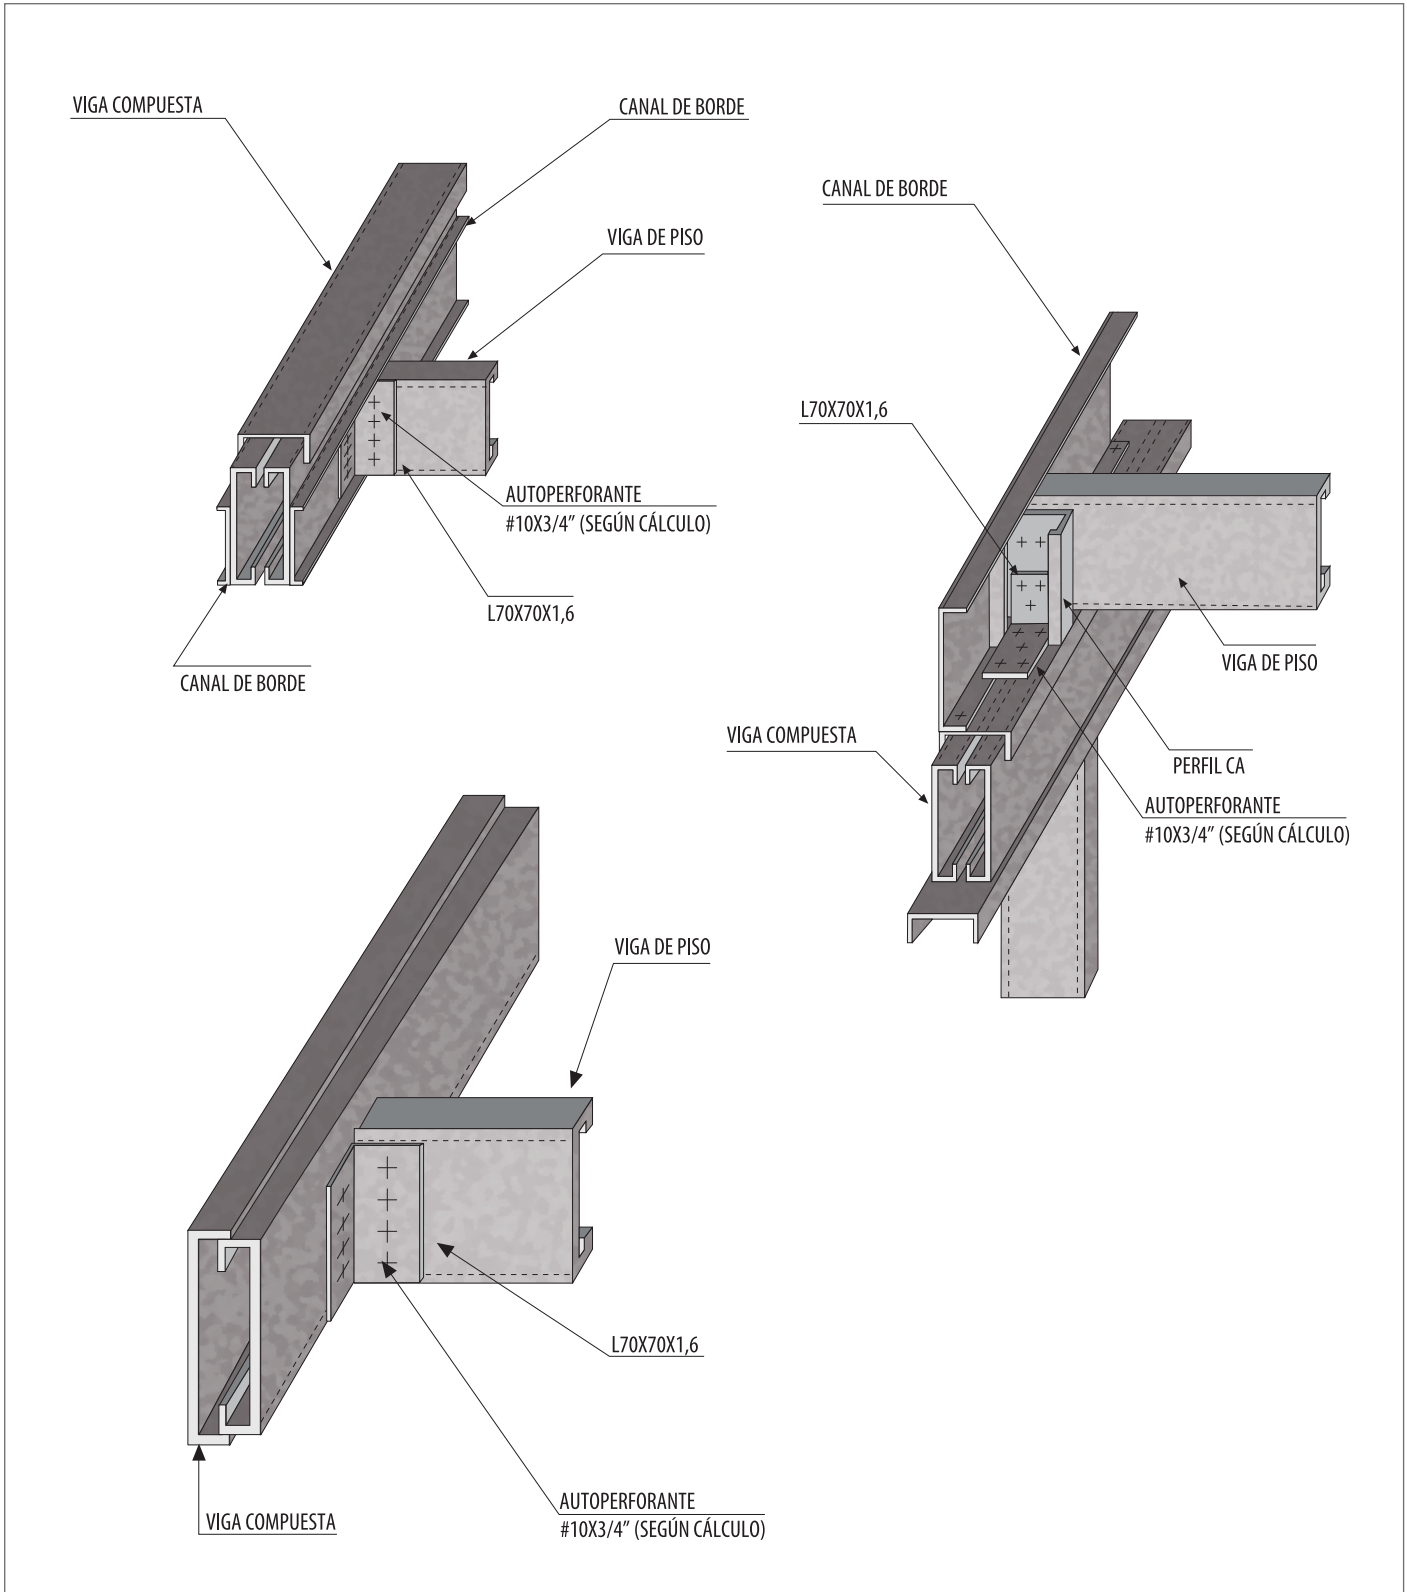 VIGA COMPUESTA
CANAL DE BORDE
VIGA DE PISO
AUTOPERFORANTE
#10X3/4” (SEGÚN CÁLCULO)
L70X70X1,6
CANAL DE BORDE
CANAL DE BORDE
L70X70X1,6
VIGA DE PISO
VIGA COMPUESTA
PERFIL CA
AUTOPERFORANTE
#10X3/4” (SEGÚN CÁLCULO)
VIGA DE PISO
L70X70X1,6
AUTOPERFORANTE
#10X3/4” (SEGÚN CÁLCULO)
VIGA COMPUESTA